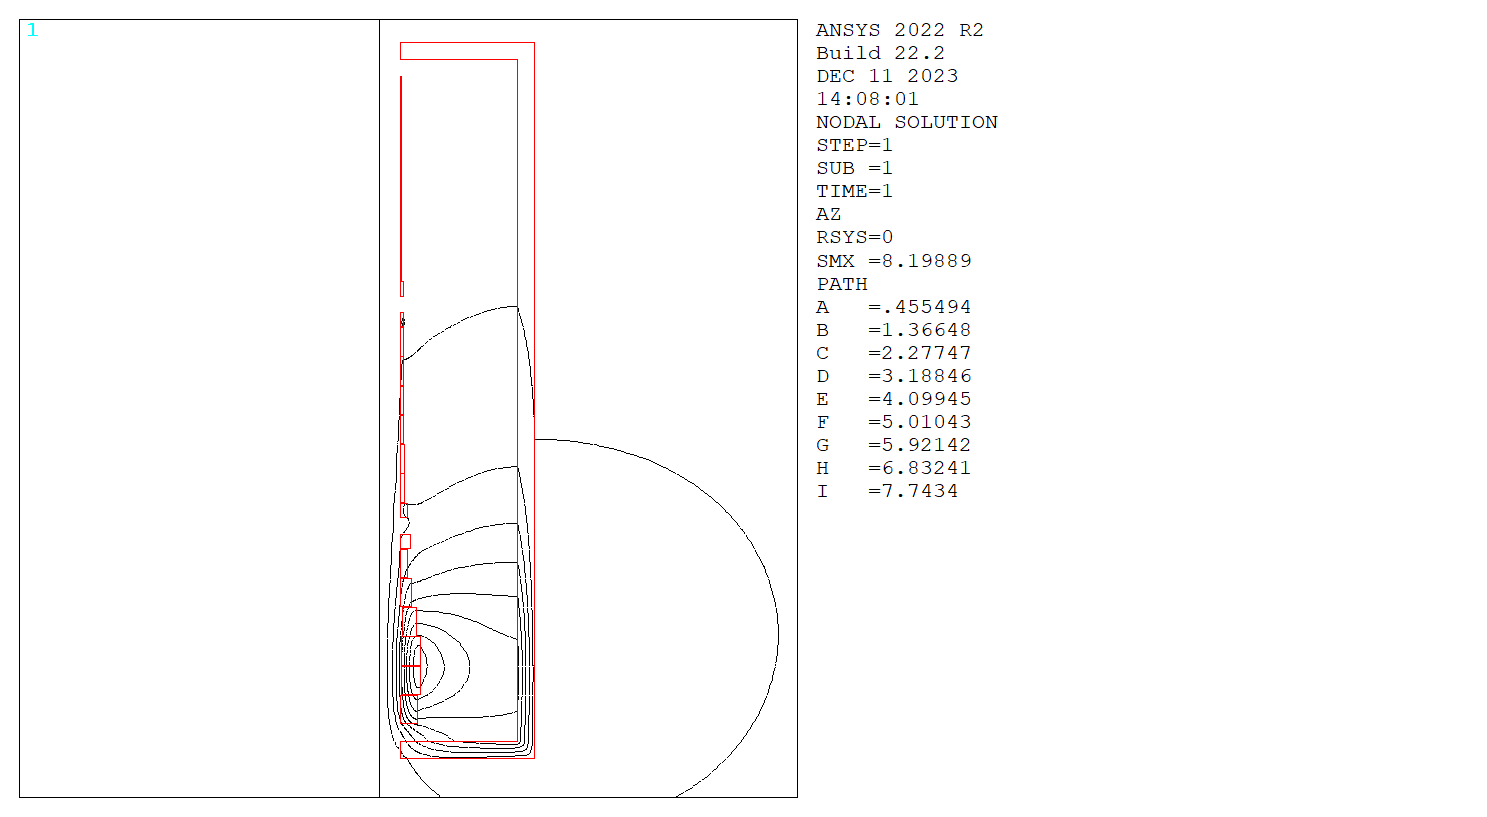 1
ANSYS 2022 R2
Build 22.2
DEC 11 2023
14:08:01
NODAL SOLUTION
STEP=1
SUB =1
TIME=1
AZ
RSYS=0
SMX =8.19889
PATH
A   =.455494
B   =1.36648
C   =2.27747
D   =3.18846
E   =4.09945
F   =5.01043
G   =5.92142
H   =6.83241
I   =7.7434